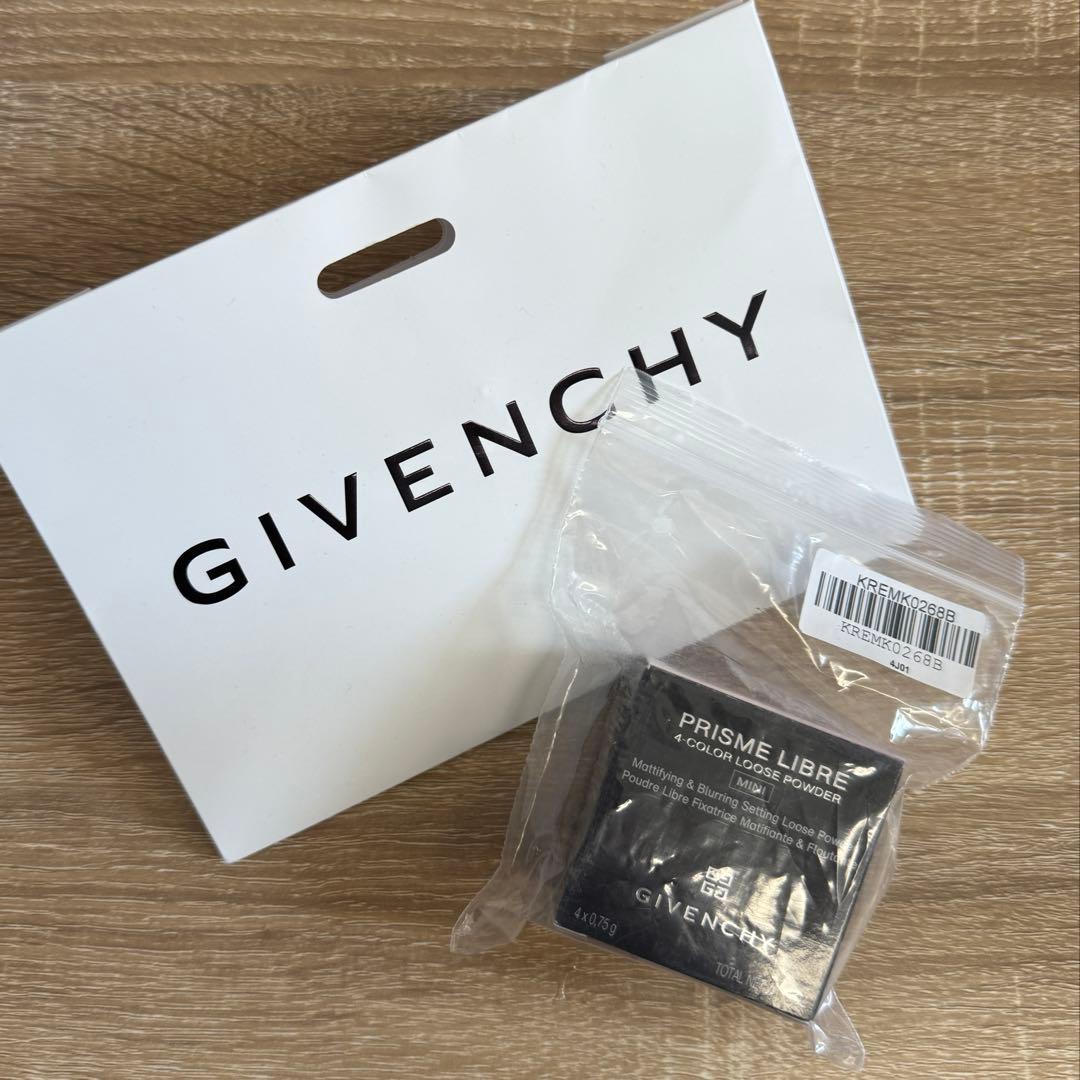 GIVENCHY
KREMK0268B
KREMK0268B
4J01
PRISME LIBRE
4-COLOR LOOSE POWDER
MINI
Mattifying & Blurring Setting Loose
Poudre Libre Fixatrice Matifiante &
GIVENCHY
4 x 0,75 g
TOTAL